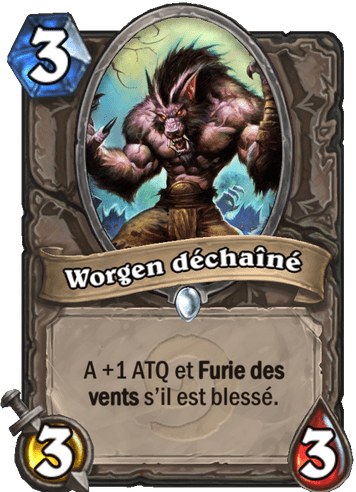 3
Worgen déchaîné
A +1 ATQ et Furie des
vents s'il est blessé.
3 3